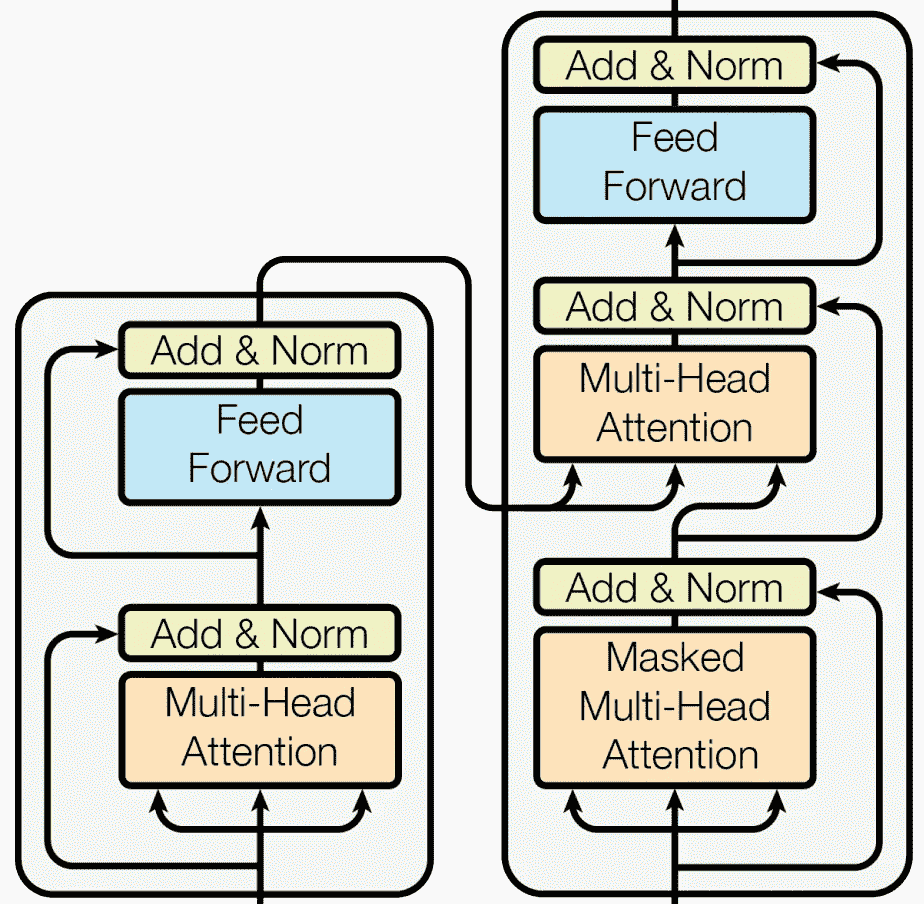 Add & Norm
Feed
Forward
Add & Norm
Multi-Head
Attention
Add & Norm
Feed
Forward
Add & Norm
Multi-Head
Attention
Add & Norm
Masked
Multi-Head
Attention